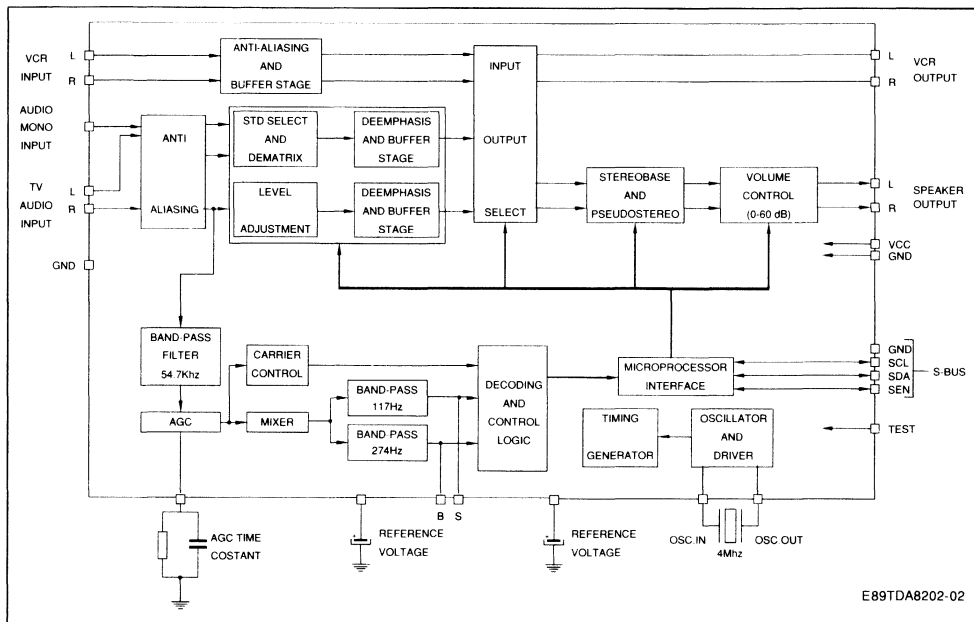 VCR
INPUT
L
R
ANTI-ALIASING
AND
BUFFER STAGE
INPUT
OUTPUT
SELECT
L
R
VCR
OUTPUT
AUDIO
MONO
INPUT
TV
AUDIO
INPUT
L
R
ANTI
ALIASING
STD SELECT
AND
DEMATRIX
DEEMPHASIS
AND BUFFER
STAGE
LEVEL
ADJUSTMENT
DEEMPHASIS
AND BUFFER
STAGE
STEREOBASE
AND
PSEUDOSTEREO
VOLUME
CONTROL
(0-60 dB)
L
R
SPEAKER
OUTPUT
VCC
GND
GND
BAND-PASS
FILTER
54.7Khz
AGC
CARRIER
CONTROL
MIXER
BAND-PASS
117Hz
BAND-PASS
274Hz
DECODING
AND
CONTROL
LOGIC
MICROPROCESSOR
INTERFACE
GND
SCL
SDA
SEN
S-BUS
TIMING
GENERATOR
OSCILLATOR
AND
DRIVER
TEST
AGC TIME
COSTANT
REFERENCE
VOLTAGE
B
S
REFERENCE
VOLTAGE
OSC.IN
4Mhz
OSC.OUT
E89TDA8202-02